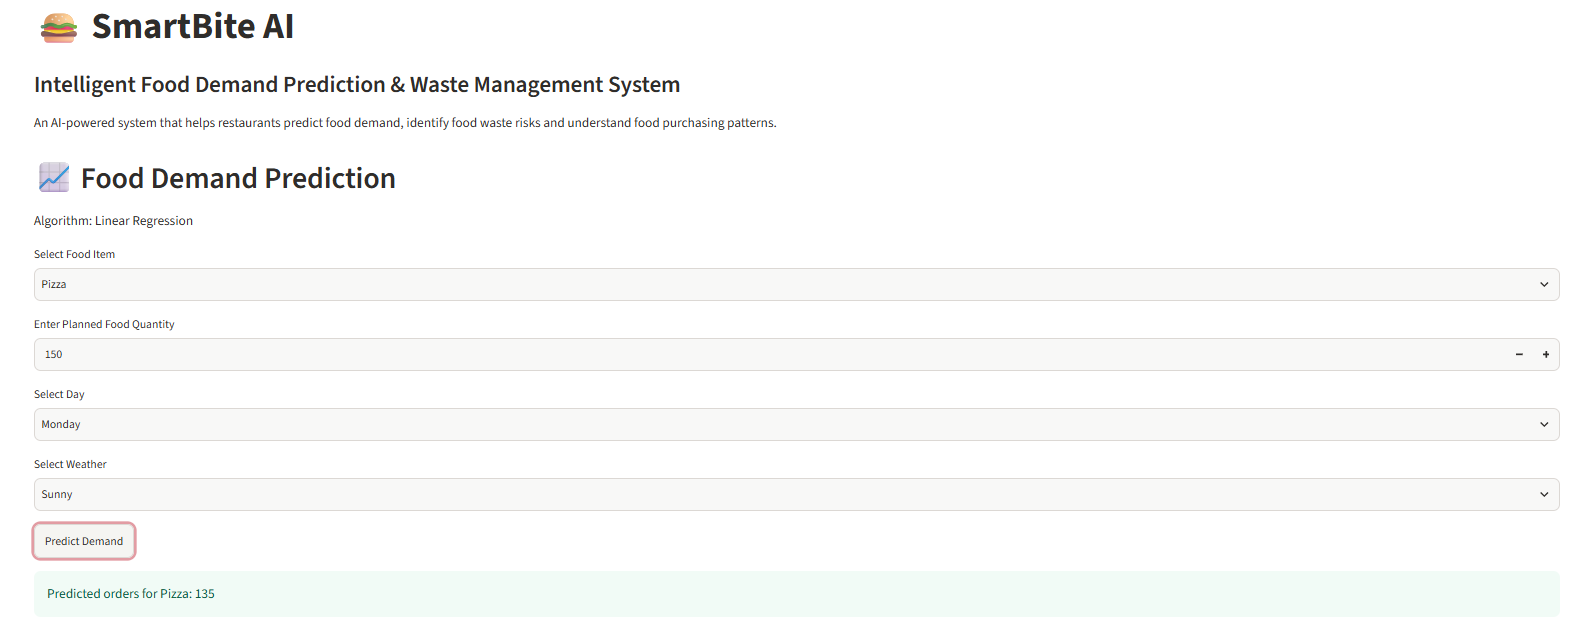 SmartBite AI
Intelligent Food Demand Prediction & Waste Management System
An AI-powered system that helps restaurants predict food demand, identify food waste risks and understand food purchasing patterns.
Food Demand Prediction
Algorithm: Linear Regression
Select Food Item
Pizza
Enter Planned Food Quantity
150
Select Day
Monday
Select Weather
Sunny
Predict Demand
Predicted orders for Pizza: 135